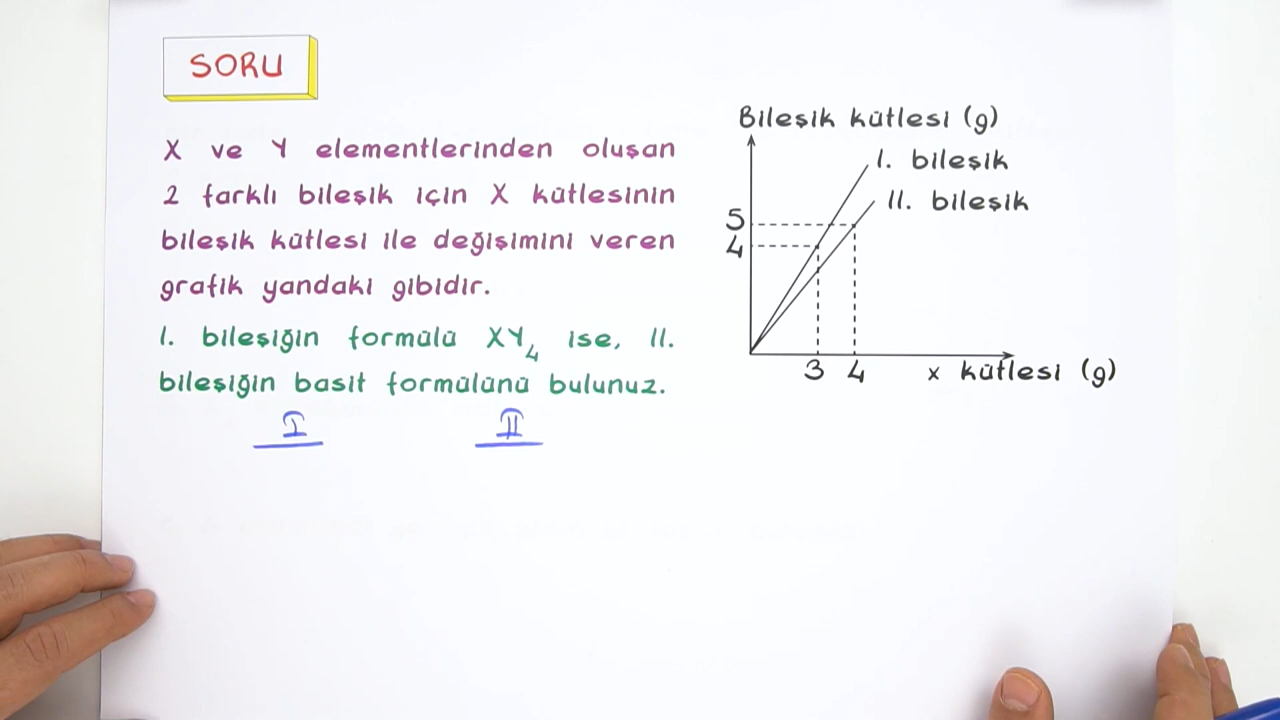 SORU
X ve Y elementlerinden oluşan
2 farklı bileşik için X kütlesinin
bileşik kütlesi ile değişimini veren
grafik yandaki gibidir.
I. bileşiğin formülü XY₄ ise, II.
bileşiğin basit formülünü bulunuz.
I II
Bileşik kütlesi (g)
I. bileşik
II. bileşik
5
4
3 4 x kütlesi (g)